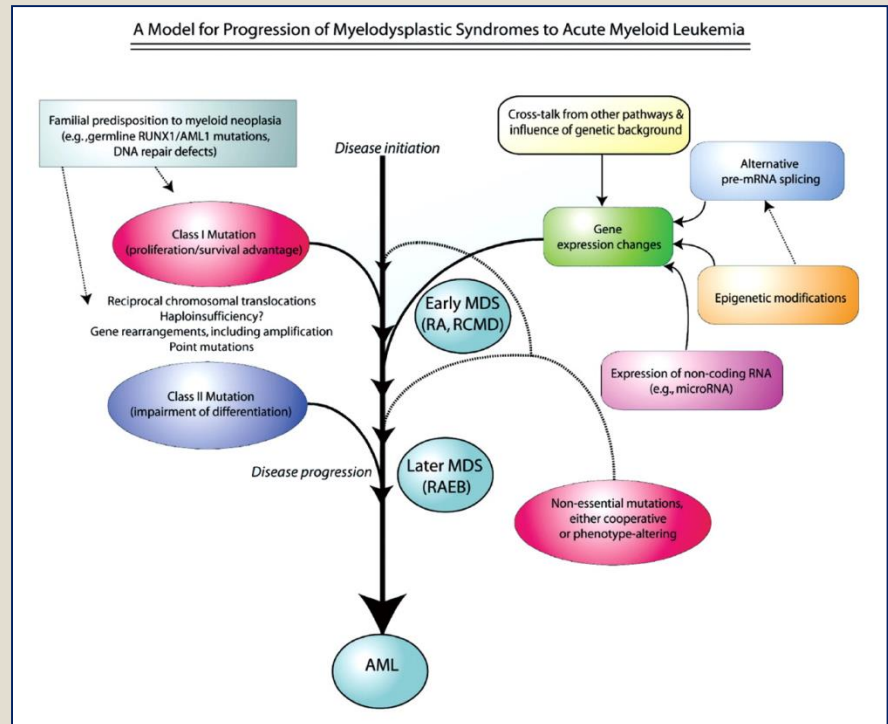 A Model for Progression of Myelodysplastic Syndromes to Acute Myeloid Leukemia
Familial predisposition to myeloid neoplasia
(e.g.,germline RUNX1/AML1 mutations,
DNA repair defects)
Disease initiation
Cross-talk from other pathways &
influence of genetic background
Alternative
pre-mRNA splicing
Class I Mutation
(proliferation/survival advantage)
Gene
expression changes
Epigenetic modifications
Reciprocal chromosomal translocations
Haploinsufficiency?
Gene rearrangements, including amplification
Point mutations
Early MDS
(RA, RCMD)
Expression of non-coding RNA
(e.g., microRNA)
Class II Mutation
(impairment of differentiation)
Disease progression
Later MDS
(RAEB)
Non-essential mutations,
either cooperative
or phenotype-altering
AML